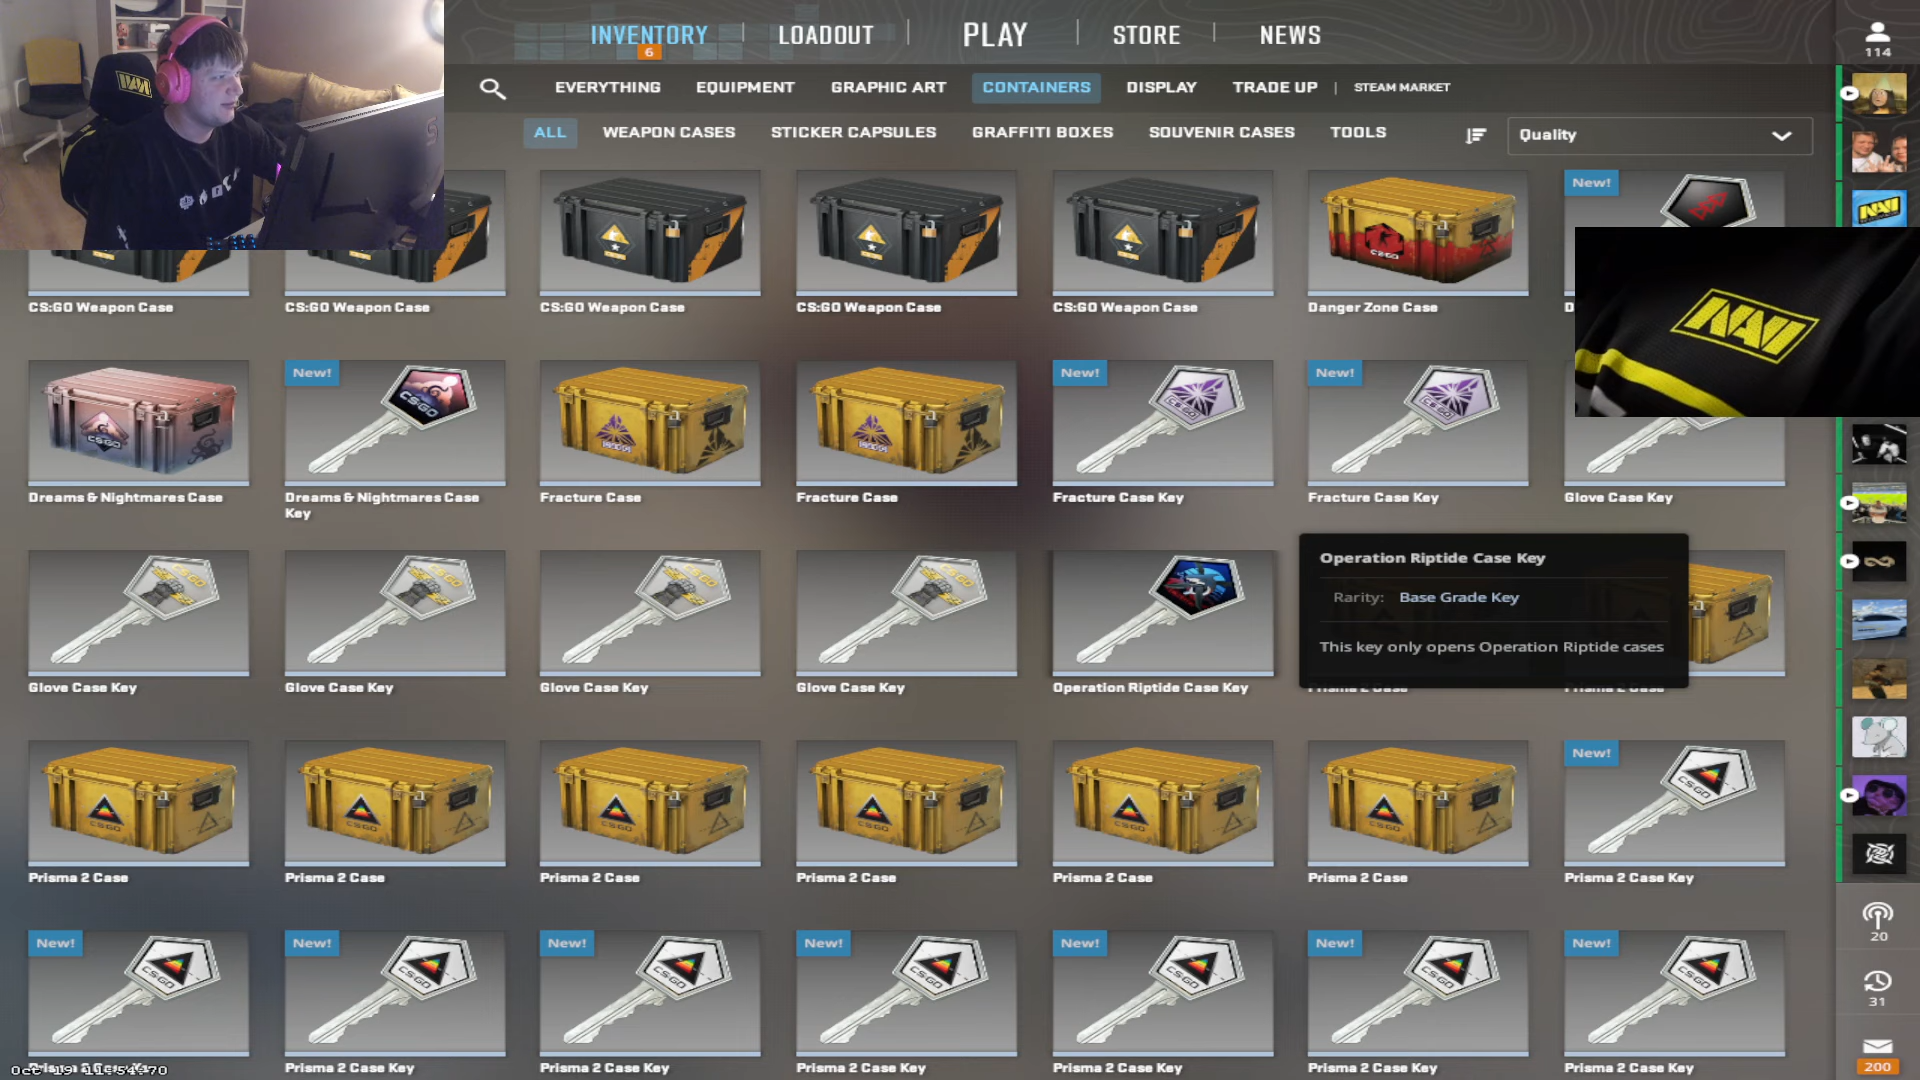 INVENTORY
6
LOADOUT
PLAY
STORE
NEWS
114
EVERYTHING
EQUIPMENT
GRAPHIC ART
CONTAINERS
DISPLAY
TRADE UP
STEAM MARKET
ALL
WEAPON CASES
STICKER CAPSULES
GRAFFITI BOXES
SOUVENIR CASES
TOOLS
Quality
New!
CS:GO Weapon Case
CS:GO Weapon Case
CS:GO Weapon Case
CS:GO Weapon Case
CS:GO Weapon Case
Danger Zone Case
NAVI
New!
New!
New!
Dreams & Nightmares Case
Dreams & Nightmares Case Key
Fracture Case
Fracture Case
Fracture Case Key
Fracture Case Key
Glove Case Key
Operation Riptide Case Key
Rarity: Base Grade Key
This key only opens Operation Riptide cases
Glove Case Key
Glove Case Key
Glove Case Key
Glove Case Key
Operation Riptide Case Key
Prisma 2 Case
Prisma 2 Case
New!
Prisma 2 Case
Prisma 2 Case
Prisma 2 Case
Prisma 2 Case
Prisma 2 Case
Prisma 2 Case
Prisma 2 Case Key
New!
New!
New!
New!
New!
New!
New!
20
31
200
Prisma 2 Case Key
Prisma 2 Case Key
Prisma 2 Case Key
Prisma 2 Case Key
Prisma 2 Case Key
Prisma 2 Case Key